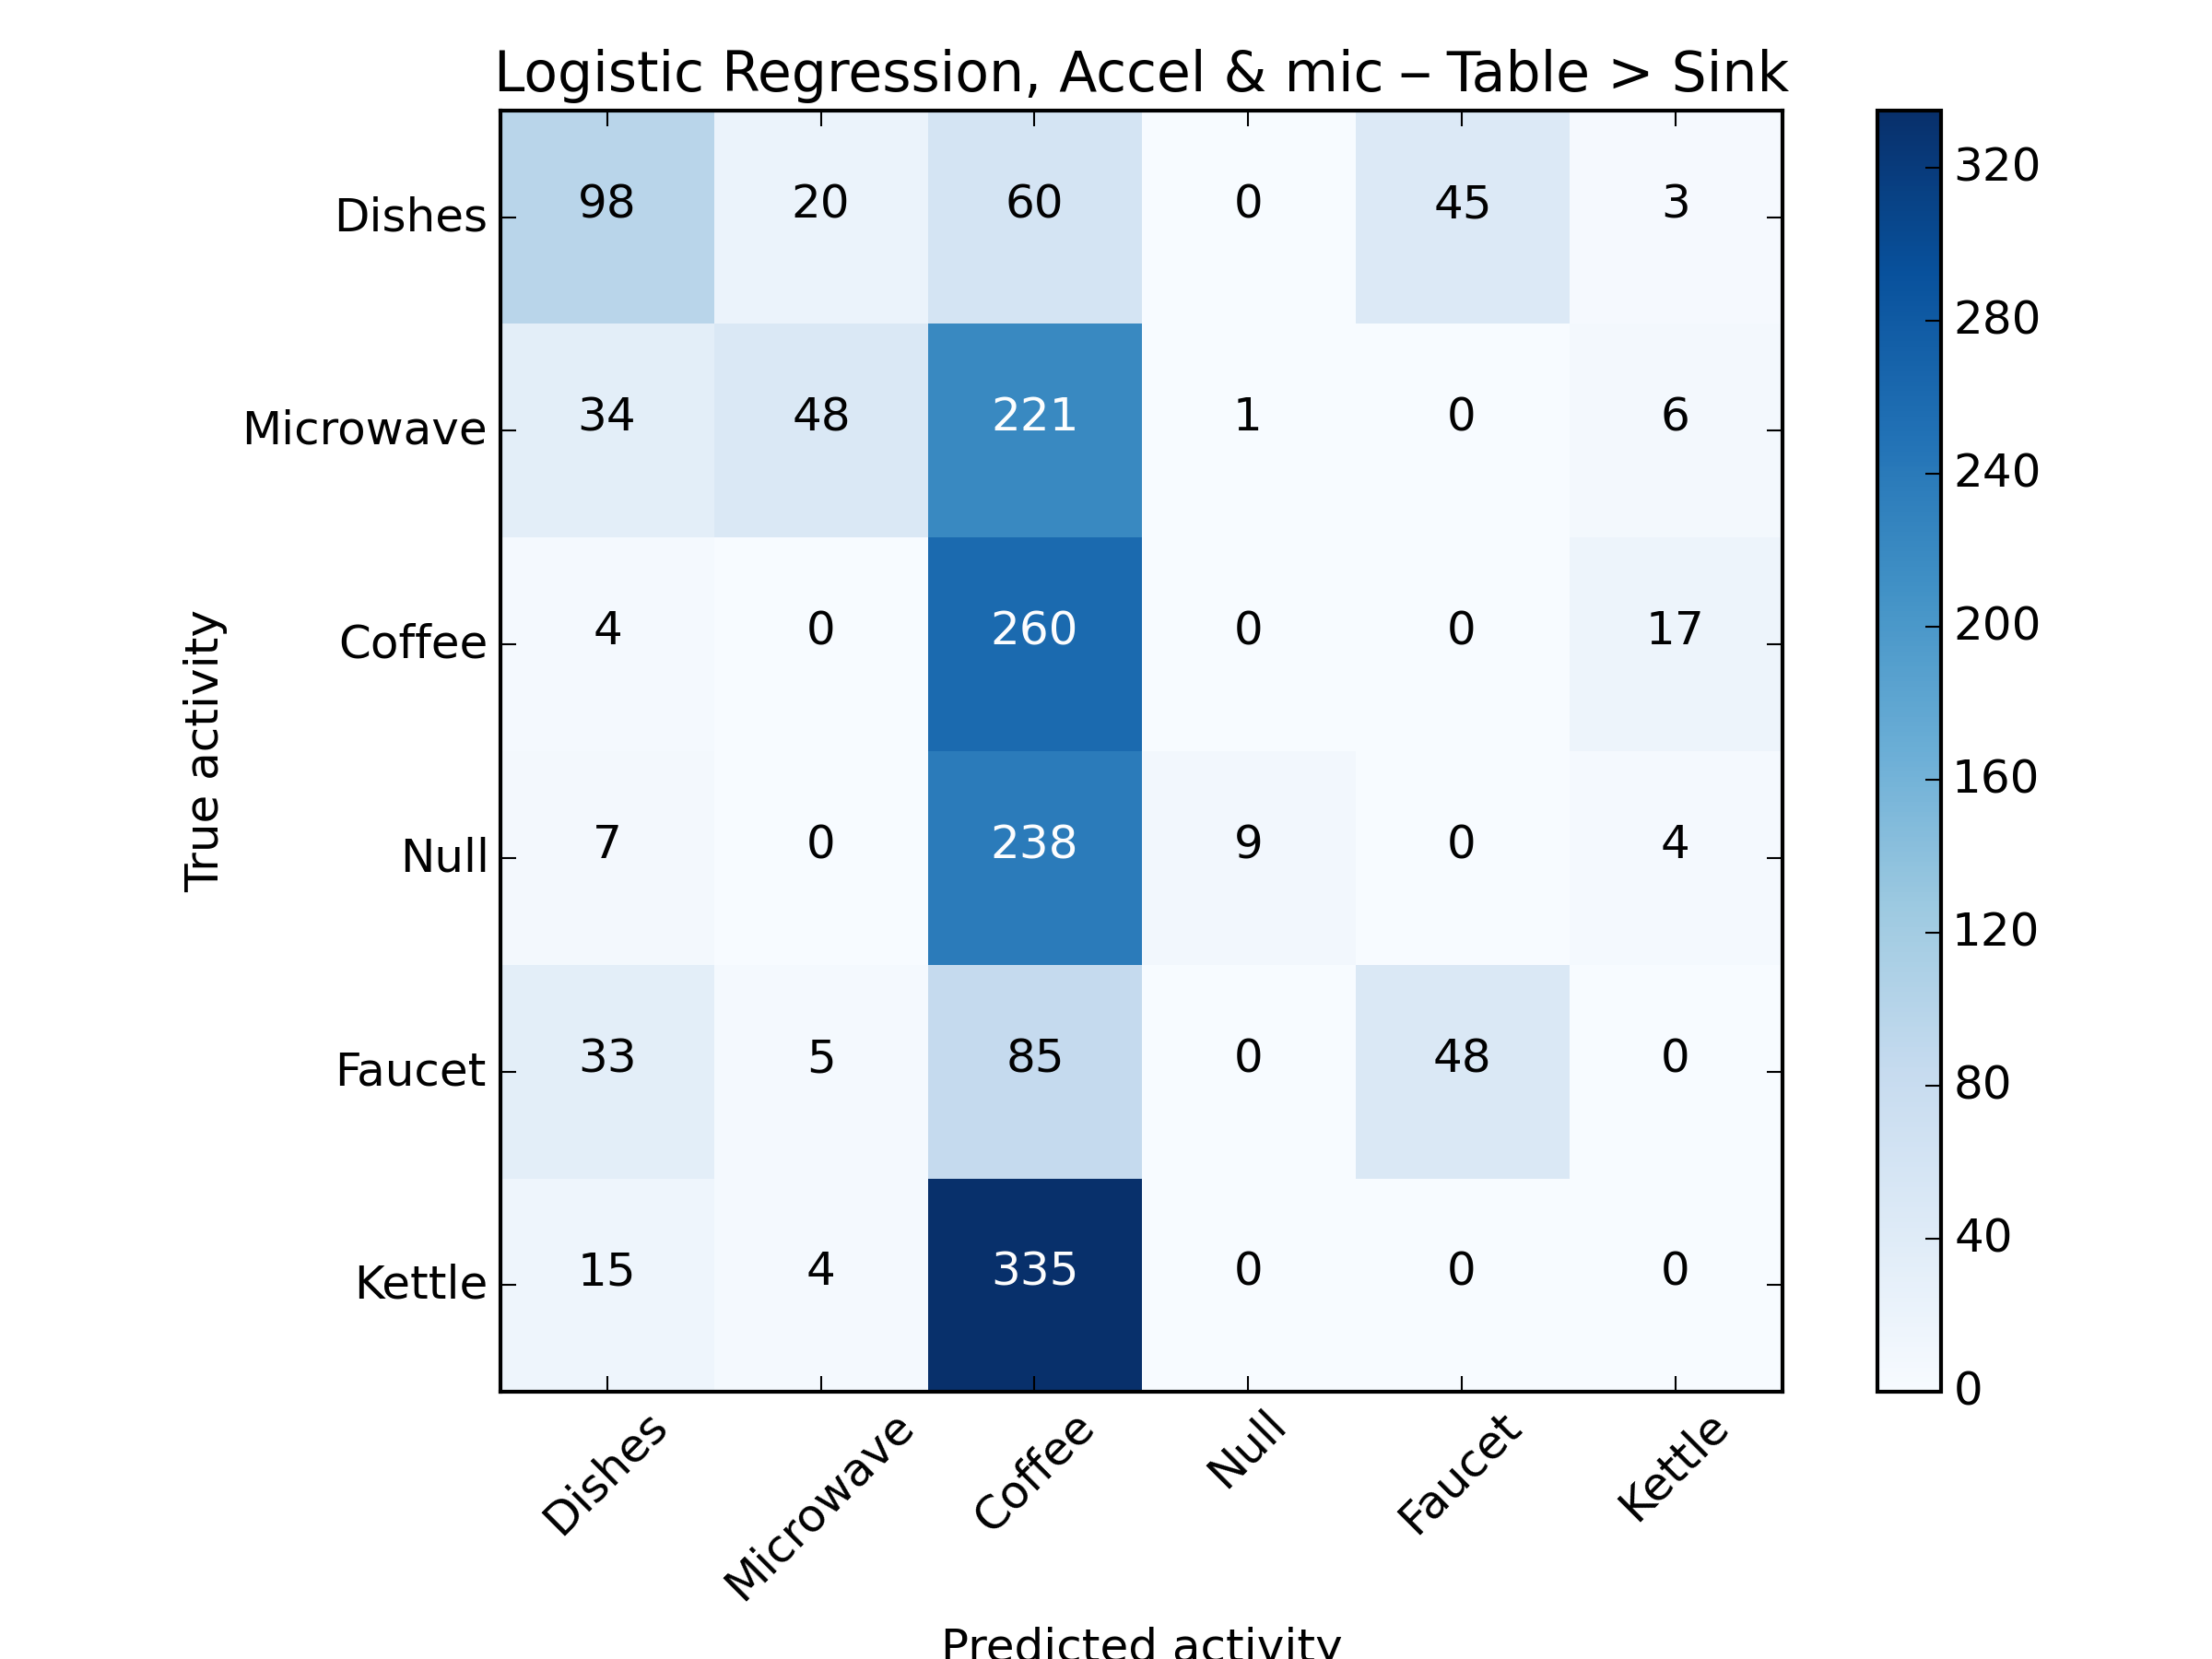 Logistic Regression, Accel & mic – Table > Sink
Dishes 98 20 60 0 45 3
Microwave 34 48 221 1 0 6
Coffee 4 0 260 0 0 17
Null 7 0 238 9 0 4
Faucet 33 5 85 0 48 0
Kettle 15 4 335 0 0 0
True activity
Dishes Microwave Coffee Null Faucet Kettle
Predicted activity
320
280
240
200
160
120
80
40
0